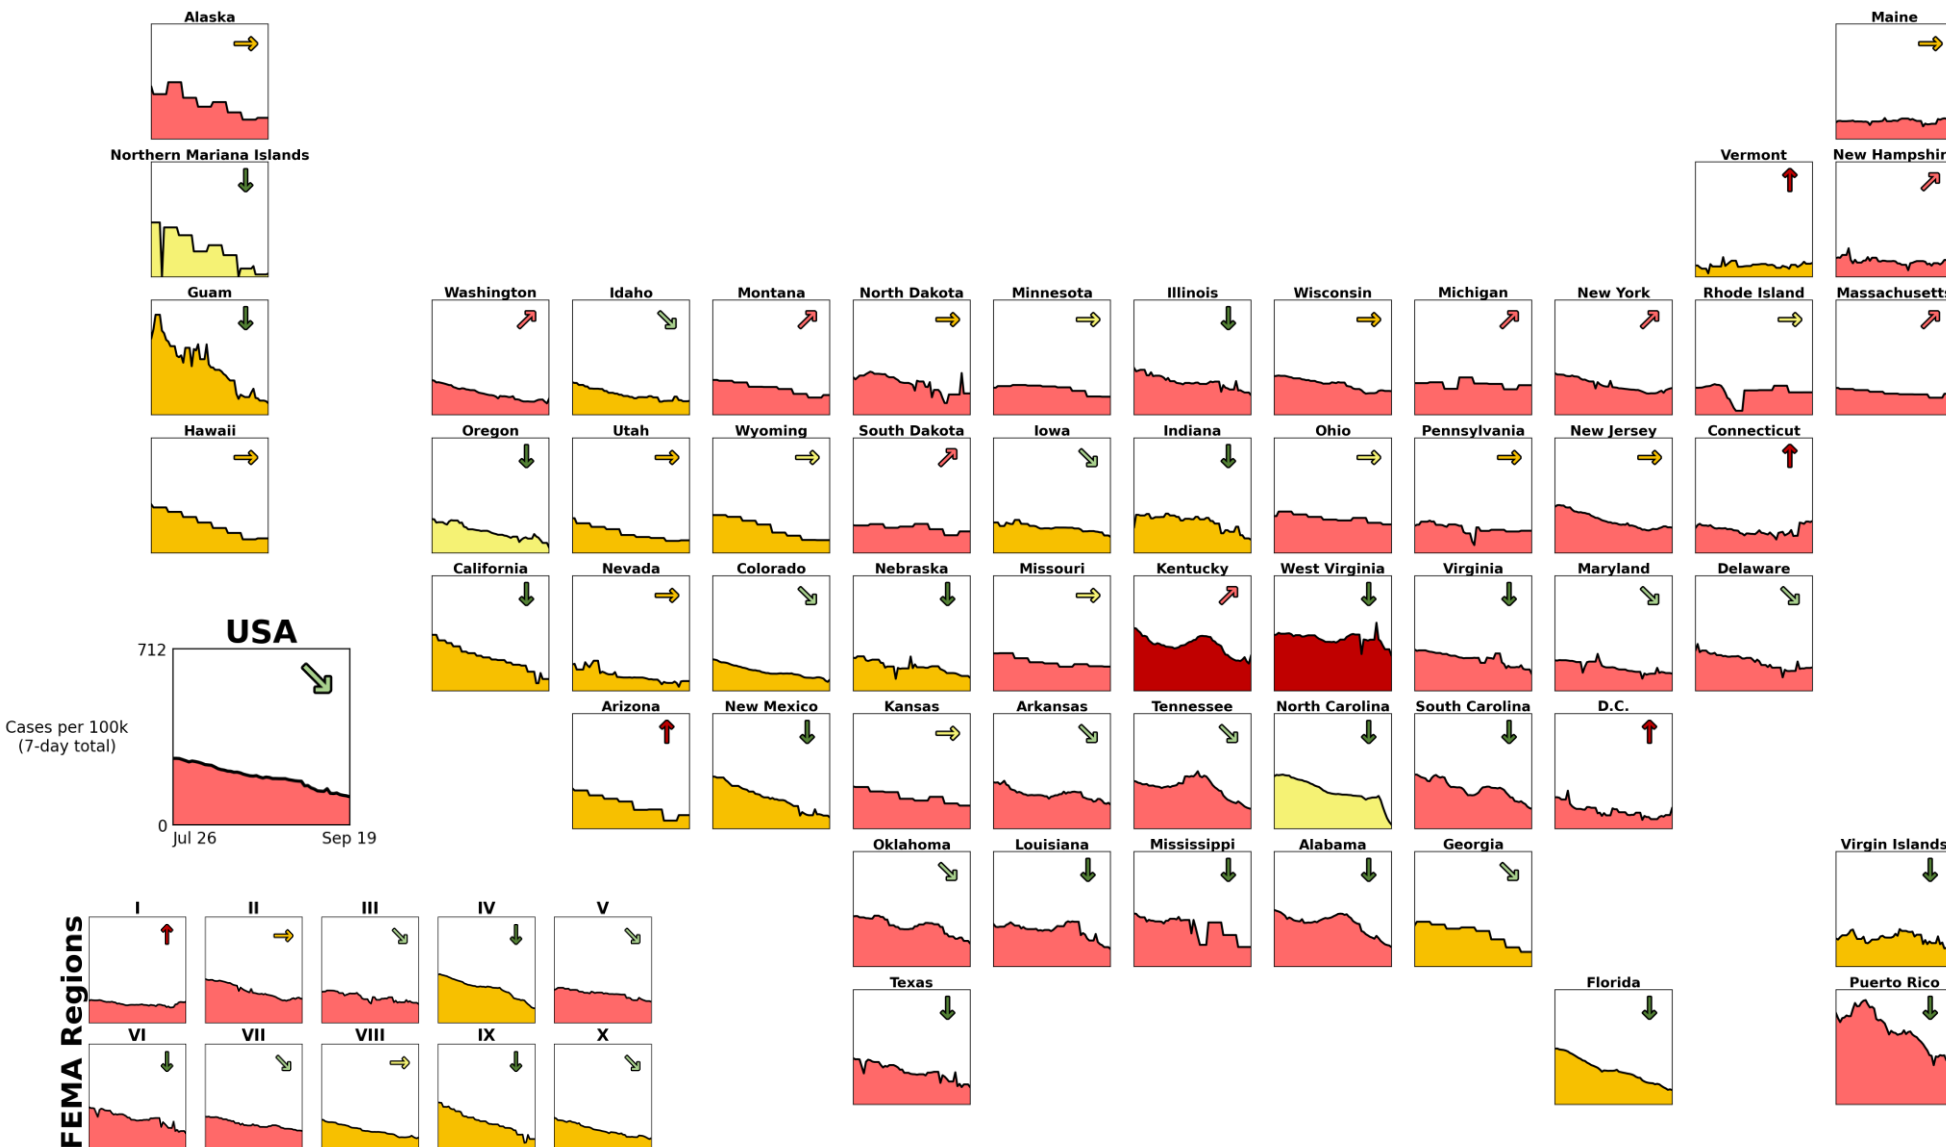 Alaska
Maine
Northern Mariana Islands
Vermont
New Hampshir
Guam
Washington
Idaho
Montana
North Dakota
Minnesota
Illinois
Wisconsin
Michigan
New York
Rhode Island
Massachusetts
Hawaii
Oregon
Utah
Wyoming
South Dakota
Iowa
Indiana
Ohio
Pennsylvania
New Jersey
Connecticut
California
Nevada
Colorado
Nebraska
Missouri
Kentucky
West Virginia
Virginia
Maryland
Delaware
USA
712
Cases per 100k
(7-day total)
0
Jul 26
Sep 19
Arizona
New Mexico
Kansas
Arkansas
Tennessee
North Carolina
South Carolina
D.C.
Oklahoma
Louisiana
Mississippi
Alabama
Georgia
Virgin Islands
Texas
Florida
Puerto Rico
FEMA Regions
I
II
III
IV
V
VI
VII
VIII
IX
X